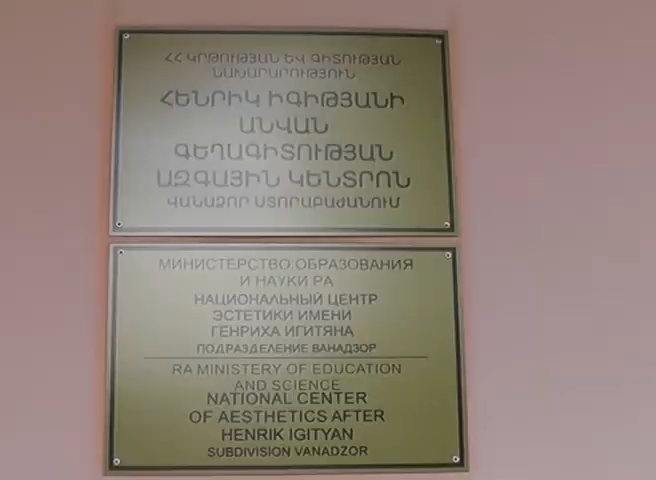 ՀՀ ԿՐԹՈՒԹՅԱՆ ԵՎ ԳԻՏՈՒԹՅԱՆ
ՆԱԽԱՐԱՐՈՒԹՅՈՒՆ
ՀԵՆՐԻԿ ԻԳԻԹՅԱՆԻ
ԱՆՎԱՆ
ԳԵՂԱԳԻՏՈՒԹՅԱՆ
ԱԶԳԱՅԻՆ ԿԵՆՏՐՈՆ
ՎԱՆԱՁՈՐ ՍՏՈՐԱԲԱԺԱՆՈՒՄ
МИНИСТЕРСТВО ОБРАЗОВАНИЯ
И НАУКИ РА
НАЦИОНАЛЬНЫЙ ЦЕНТР
ЭСТЕТИКИ ИМЕНИ
ГЕНРИХА ИГИТЯНА
ПОДРАЗДЕЛЕНИЕ ВАНАДЗОР
RA MINISTERY OF EDUCATION
AND SCIENCE
NATIONAL CENTER
OF AESTHETICS AFTER
HENRIK IGITYAN
SUBDIVISION VANADZOR